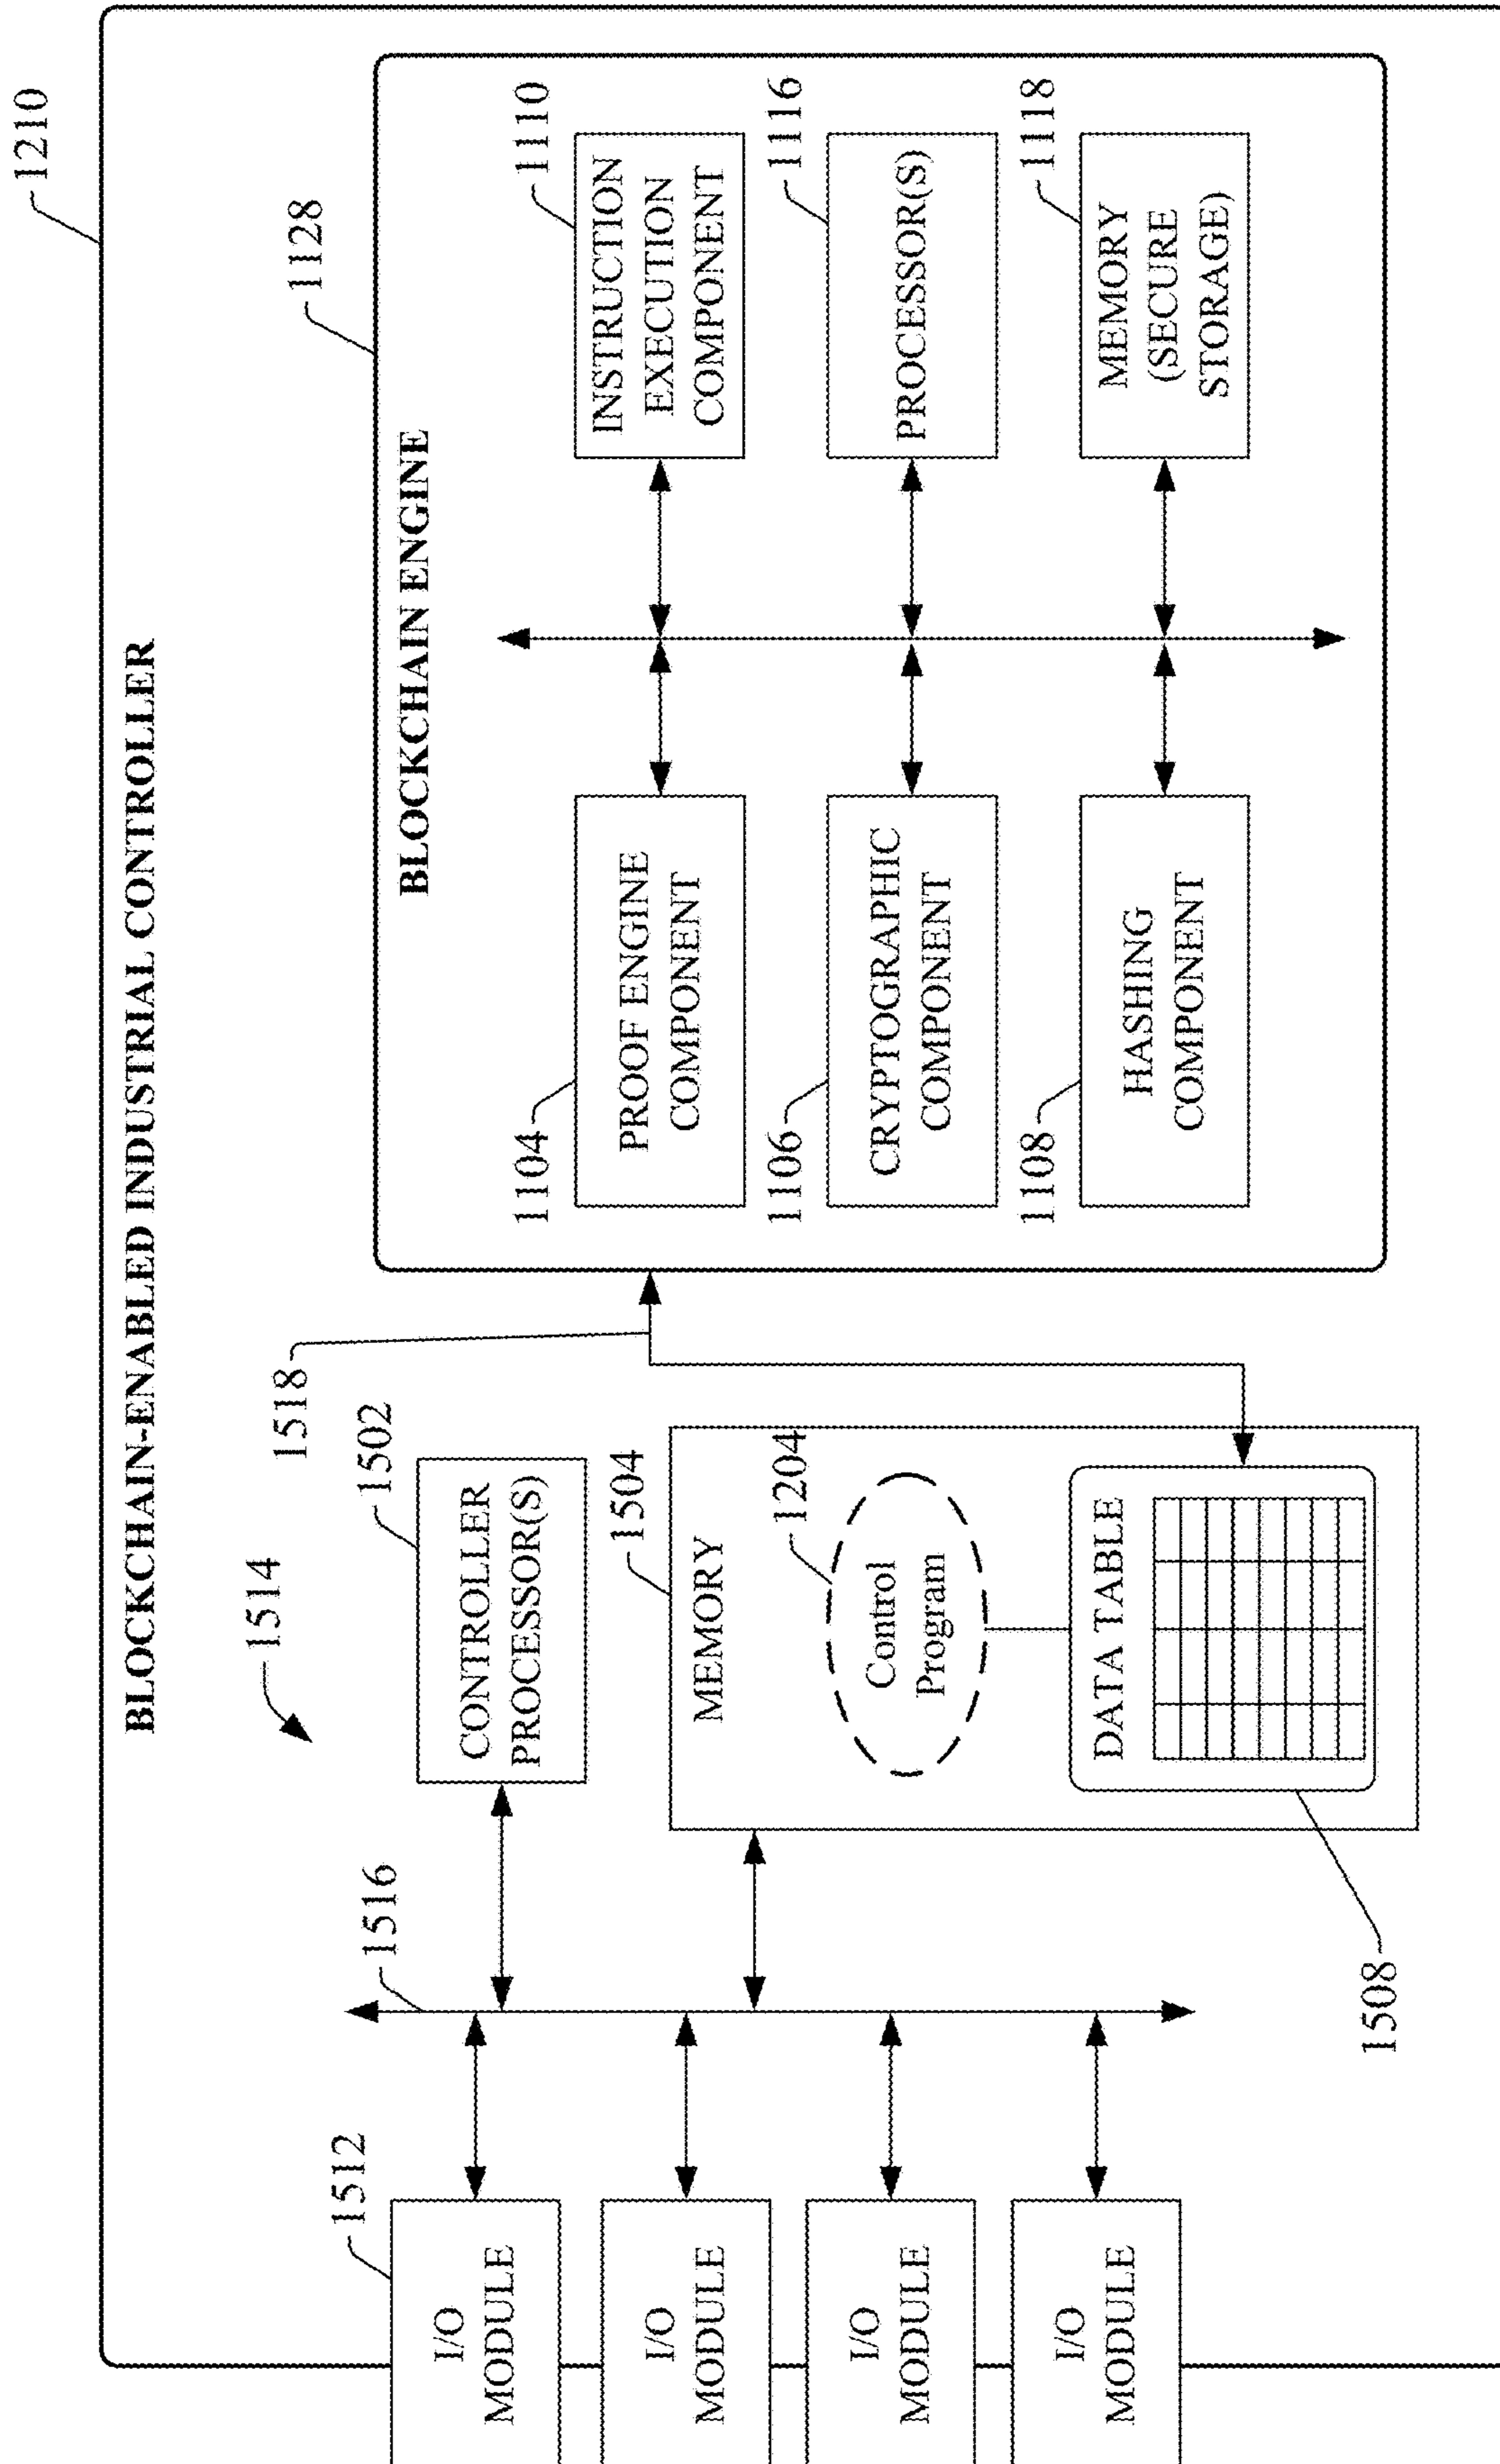 1210
BLOCKCHAIN-ENABLED INDUSTRIAL CONTROLLER
1128
BLOCKCHAIN ENGINE
1104
PROOF ENGINE
COMPONENT
1110
INSTRUCTION
EXECUTION
COMPONENT
1106
CRYPTOGRAPHIC
COMPONENT
1116
PROCESSOR(S)
1108
HASHING
COMPONENT
1118
MEMORY
(SECURE
STORAGE)
1514
1518
1502
CONTROLLER
PROCESSOR(S)
1504
MEMORY
1204
Control
Program
DATA TABLE
1508
1516
1512
I/O
MODULE
I/O
MODULE
I/O
MODULE
I/O
MODULE